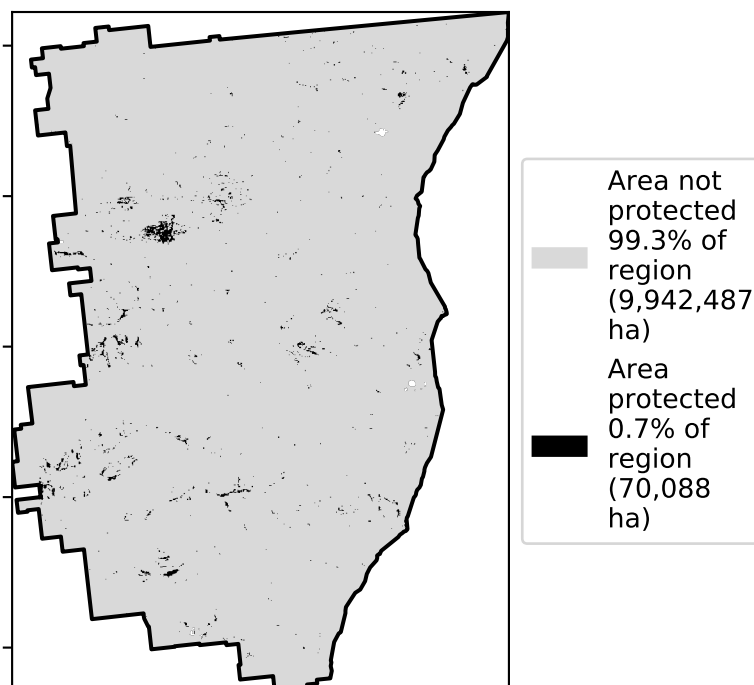 Area not
protected
99.3% of
region
(9,942,487
ha)
Area
protected
0.7% of
region
(70,088
ha)